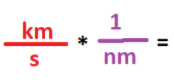 km/s * 1/nm =